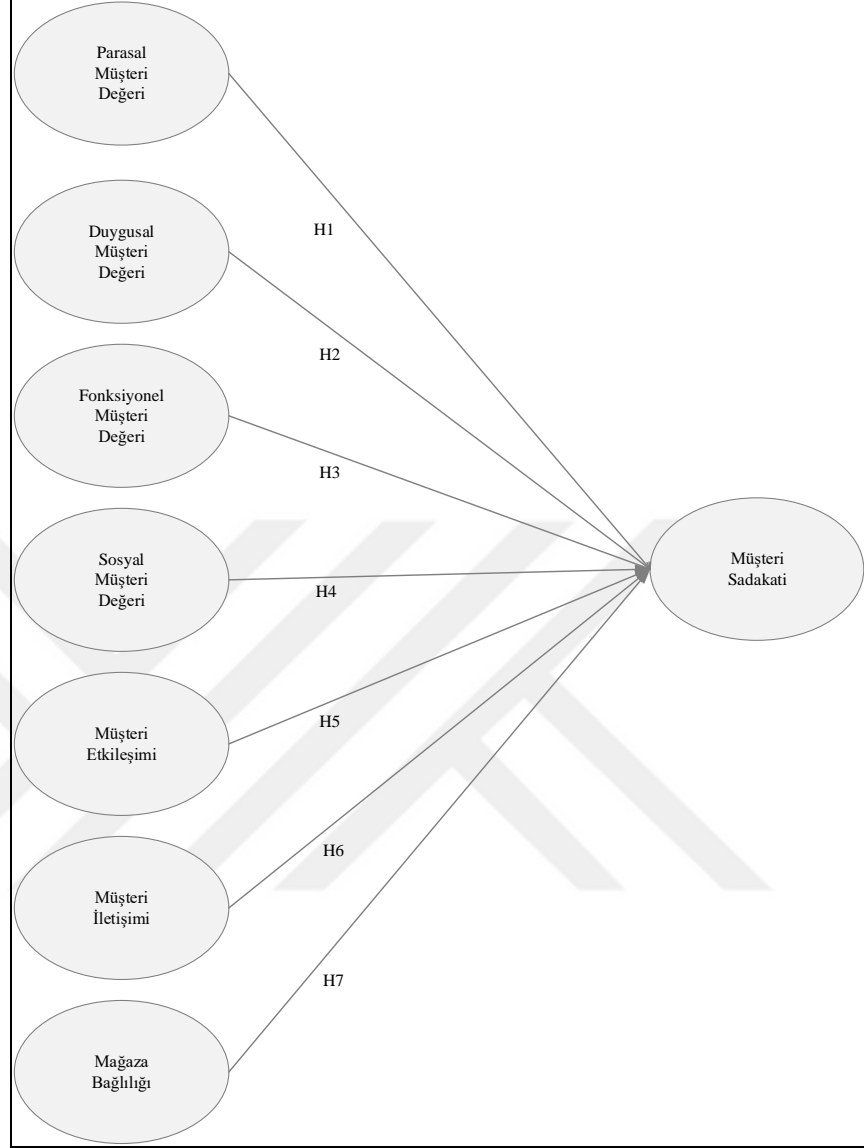 Parasal
Müşteri
Değeri
H1
Duygusal
Müşteri
Değeri
H2
Fonksiyonel
Müşteri
Değeri
H3
Sosyal
Müşteri
Değeri
H4
Müşteri
Sadakati
Müşteri
Etkileşimi
H5
Müşteri
İletişimi
H6
Mağaza
Bağlılığı
H7